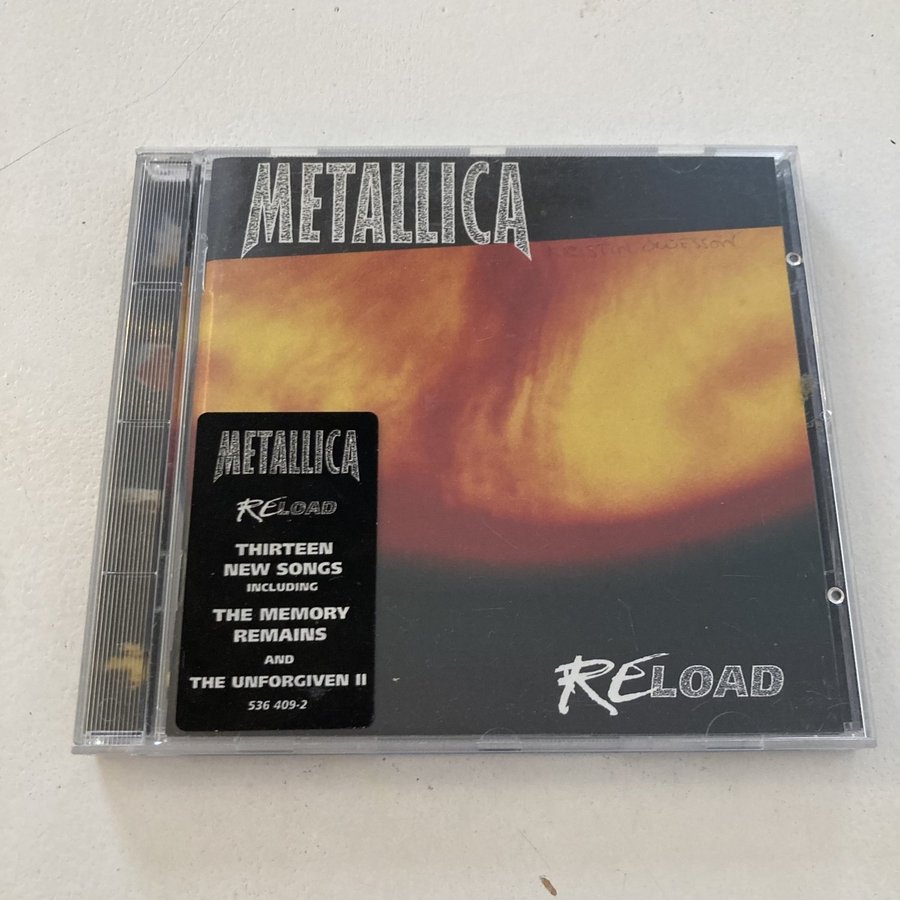 METALLICA
METALLICA
RELOAD
THIRTEEN
NEW SONGS
INCLUDING
THE MEMORY
REMAINS
AND
THE UNFORGIVEN II
536 409-2
RELOAD